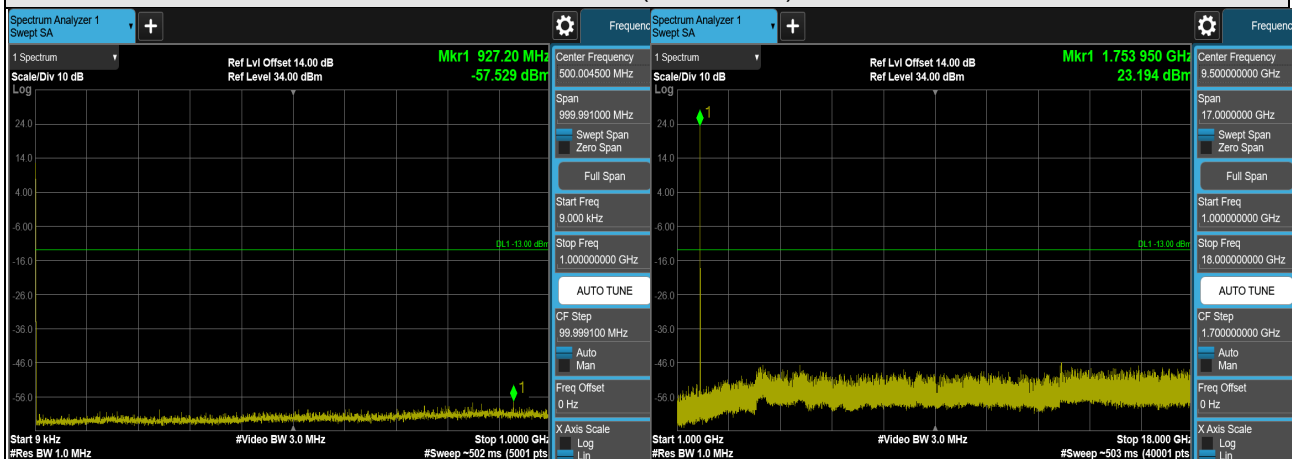 Spectrum Analyzer 1
Swept SA
+
Frequenc
1 Spectrum
Scale/Div 10 dB
Log
Ref Lvl Offset 14.00 dB
Ref Level 34.00 dBm
Mkr1 927.20 MHz
-57.529 dBm
24.0
14.0
4.00
-6.00
-16.0
-26.0
-36.0
-46.0
-56.0
DL1 -13.00 dBm
1
Start 9 kHz
#Res BW 1.0 MHz
#Video BW 3.0 MHz
Stop 1.0000 GHz
#Sweep ~502 ms (5001 pts
Center Frequency
500.004500 MHz
Span
999.991000 MHz
Swept Span
Zero Span
Full Span
Start Freq
9.000 kHz
Stop Freq
1.000000000 GHz
AUTO TUNE
CF Step
99.999100 MHz
Auto
Man
Freq Offset
0 Hz
X Axis Scale
Log
Lin
Spectrum Analyzer 1
Swept SA
+
Frequenc
1 Spectrum
Scale/Div 10 dB
Log
Ref Lvl Offset 14.00 dB
Ref Level 34.00 dBm
Mkr1 1.753 950 GHz
23.194 dBm
1
24.0
14.0
4.00
-6.00
-16.0
-26.0
-36.0
-46.0
-56.0
DL1 -13.00 dBm
Start 1.000 GHz
#Res BW 1.0 MHz
#Video BW 3.0 MHz
Stop 18.000 GHz
#Sweep ~503 ms (40001 pts
Center Frequency
9.500000000 GHz
Span
17.0000000 GHz
Swept Span
Zero Span
Full Span
Start Freq
1.000000000 GHz
Stop Freq
18.000000000 GHz
AUTO TUNE
CF Step
1.700000000 GHz
Auto
Man
Freq Offset
0 Hz
X Axis Scale
Log
Lin